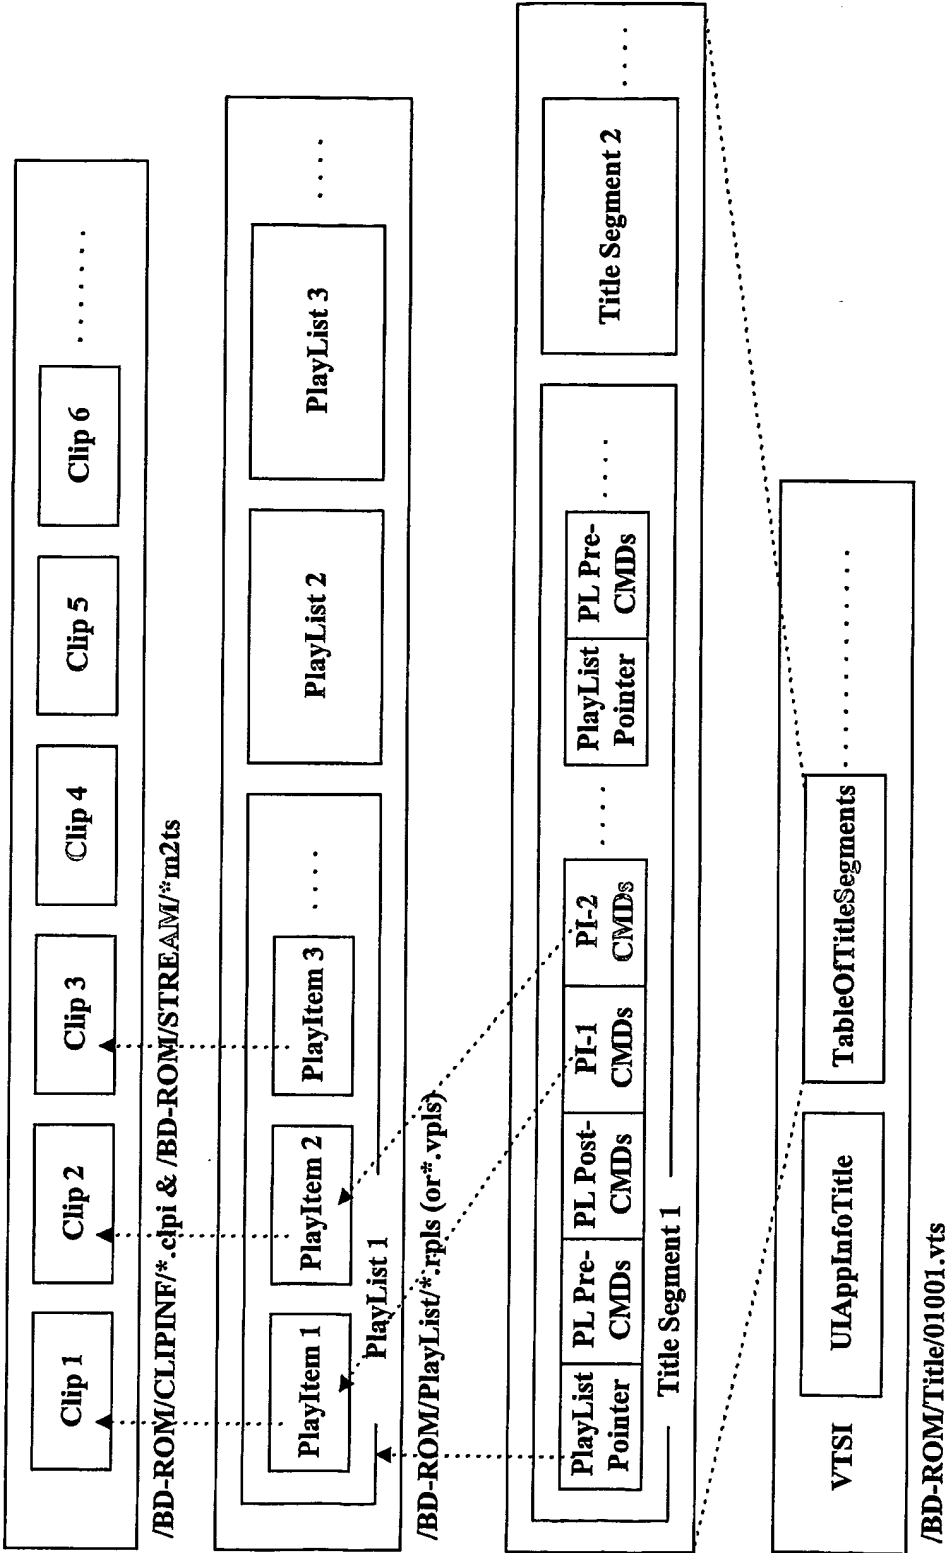 Clip 1
Clip 2
Clip 3
Clip 4
Clip 5
Clip 6
. . . . . . .
/BD-ROM/CLIPINF/*.clpi & /BD-ROM/STREAM/*m2ts
PlayItem 1
PlayItem 2
PlayItem 3
. . . .
PlayList 1
PlayList 2
PlayList 3
. . . .
/BD-ROM/PlayList/*.rpls (or*.vpls)
PlayList
Pointer
PL Pre-
CMDs
PL Post-
CMDs
PI-1
CMDs
PI-2
CMDs
. . . .
PlayList
Pointer
PL Pre-
CMDs
. . . .
Title Segment 1
Title Segment 2
. . . .
VTSI
UIAppInfoTitle
TableOfTitleSegments
. . . . . . . . . . . .
/BD-ROM/Title/01001.vts